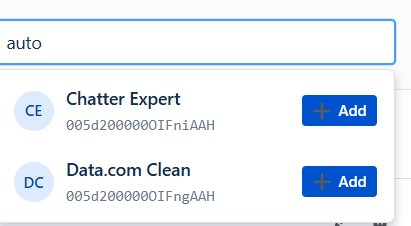 auto
CE
Chatter Expert
005d200000OIFniAAH
Add
DC
Data.com Clean
005d200000OIFngAAH
Add